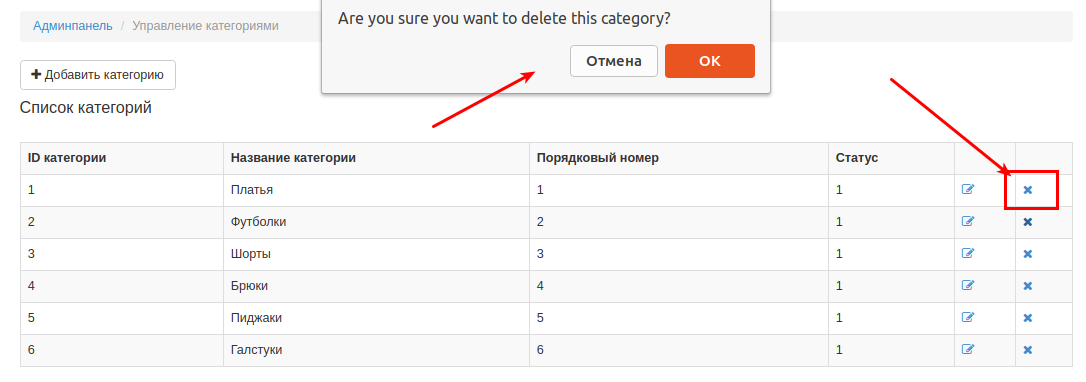 Are you sure you want to delete this category?
Отмена OK
Админпанель / Управление категориями
Добавить категорию
Список категорий
ID категории Название категории Порядковый номер Статус
1 Платья 1 1
2 Футболки 2 1
3 Шорты 3 1
4 Брюки 4 1
5 Пиджаки 5 1
6 Галстуки 6 1